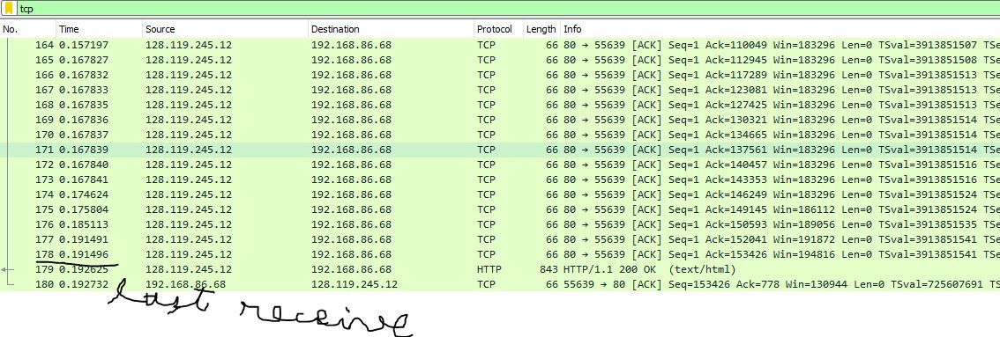 tcp
No. Time Source Destination Protocol Length Info
164 0.157197 128.119.245.12 192.168.86.68 TCP 66 80 → 55639 [ACK] Seq=1 Ack=110049 Win=183296 Len=0 TSval=3913851507 TSe
165 0.167827 128.119.245.12 192.168.86.68 TCP 66 80 → 55639 [ACK] Seq=1 Ack=112945 Win=183296 Len=0 TSval=3913851508 TSe
166 0.167832 128.119.245.12 192.168.86.68 TCP 66 80 → 55639 [ACK] Seq=1 Ack=117289 Win=183296 Len=0 TSval=3913851513 TSe
167 0.167833 128.119.245.12 192.168.86.68 TCP 66 80 → 55639 [ACK] Seq=1 Ack=123081 Win=183296 Len=0 TSval=3913851513 TSe
168 0.167835 128.119.245.12 192.168.86.68 TCP 66 80 → 55639 [ACK] Seq=1 Ack=127425 Win=183296 Len=0 TSval=3913851513 TSe
169 0.167836 128.119.245.12 192.168.86.68 TCP 66 80 → 55639 [ACK] Seq=1 Ack=130321 Win=183296 Len=0 TSval=3913851514 TSe
170 0.167837 128.119.245.12 192.168.86.68 TCP 66 80 → 55639 [ACK] Seq=1 Ack=134665 Win=183296 Len=0 TSval=3913851514 TSe
171 0.167839 128.119.245.12 192.168.86.68 TCP 66 80 → 55639 [ACK] Seq=1 Ack=137561 Win=183296 Len=0 TSval=3913851514 TSe
172 0.167840 128.119.245.12 192.168.86.68 TCP 66 80 → 55639 [ACK] Seq=1 Ack=140457 Win=183296 Len=0 TSval=3913851516 TSe
173 0.167841 128.119.245.12 192.168.86.68 TCP 66 80 → 55639 [ACK] Seq=1 Ack=143353 Win=183296 Len=0 TSval=3913851516 TSe
174 0.174624 128.119.245.12 192.168.86.68 TCP 66 80 → 55639 [ACK] Seq=1 Ack=146249 Win=183296 Len=0 TSval=3913851524 TSe
175 0.175804 128.119.245.12 192.168.86.68 TCP 66 80 → 55639 [ACK] Seq=1 Ack=149145 Win=186112 Len=0 TSval=3913851524 TSe
176 0.185113 128.119.245.12 192.168.86.68 TCP 66 80 → 55639 [ACK] Seq=1 Ack=150593 Win=189056 Len=0 TSval=3913851535 TSe
177 0.191491 128.119.245.12 192.168.86.68 TCP 66 80 → 55639 [ACK] Seq=1 Ack=152041 Win=191872 Len=0 TSval=3913851541 TSe
178 0.191496 128.119.245.12 192.168.86.68 TCP 66 80 → 55639 [ACK] Seq=1 Ack=153426 Win=194816 Len=0 TSval=3913851541 TSe
179 0.192625 128.119.245.12 192.168.86.68 HTTP 843 HTTP/1.1 200 OK (text/html)
180 0.192732 192.168.86.68 128.119.245.12 TCP 66 55639 → 80 [ACK] Seq=153426 Ack=778 Win=130944 Len=0 TSval=725607691 TS
last receive